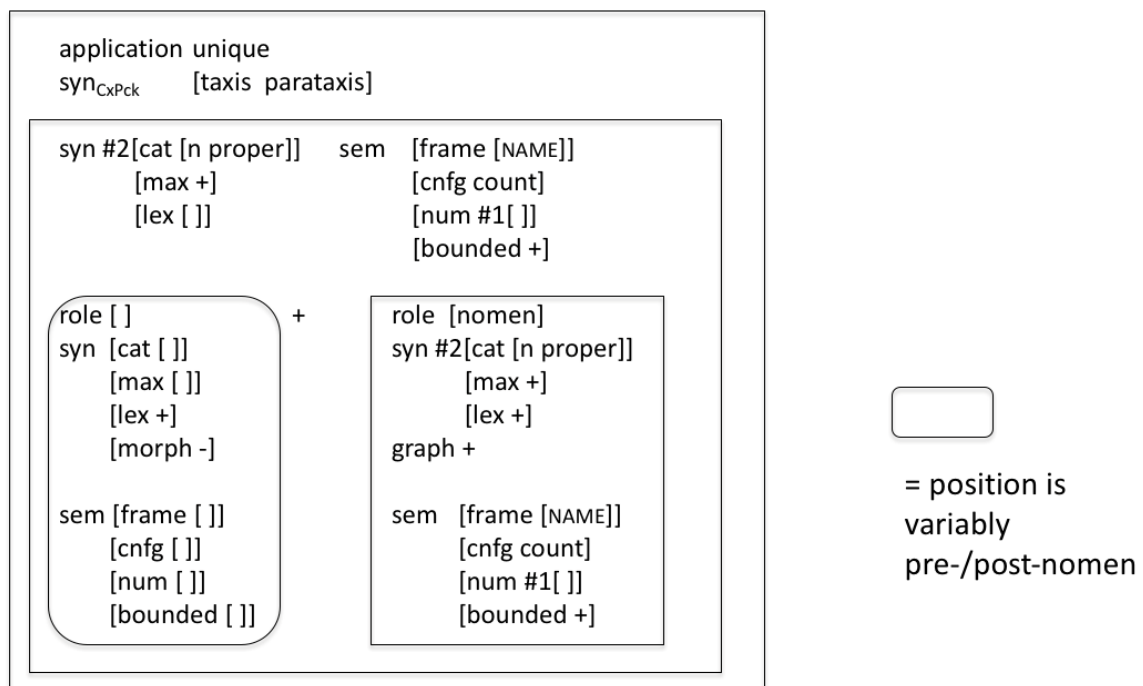 application unique
syn_CxPck [taxis parataxis]
syn #2[cat [n proper]] sem [frame [NAME]]
[max +] [cnfg count]
[lex [ ]] [num #1[ ]]
[bounded +]
role [ ] + role [nomen]
syn [cat [ ]] syn #2[cat [n proper]]
[max [ ]] [max +]
[lex +] [lex +]
[morph -] graph +
sem [frame [ ]] sem [frame [NAME]]
[cnfg [ ]] [cnfg count]
[num [ ]] [num #1[ ]]
[bounded [ ]] [bounded +]
= position is
variably
pre-/post-nomen